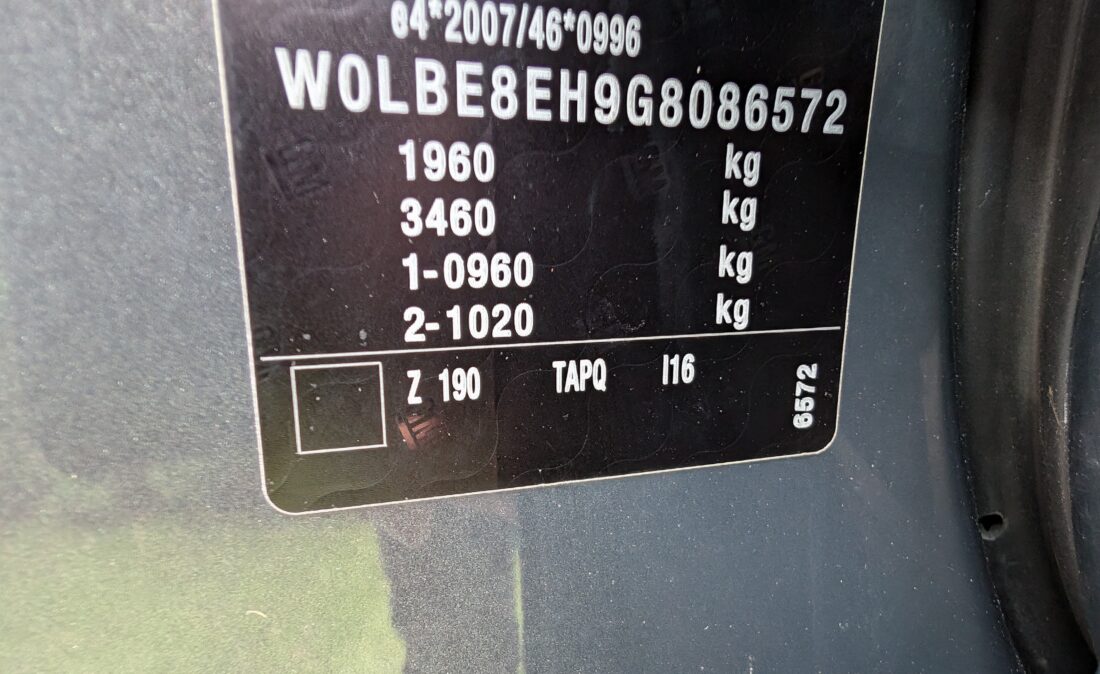 e4*2007/46*0996
W0LBE8EH9G8086572
1960 kg
3460 kg
1-0960 kg
2-1020 kg
Z 190 TAPQ I16
6572